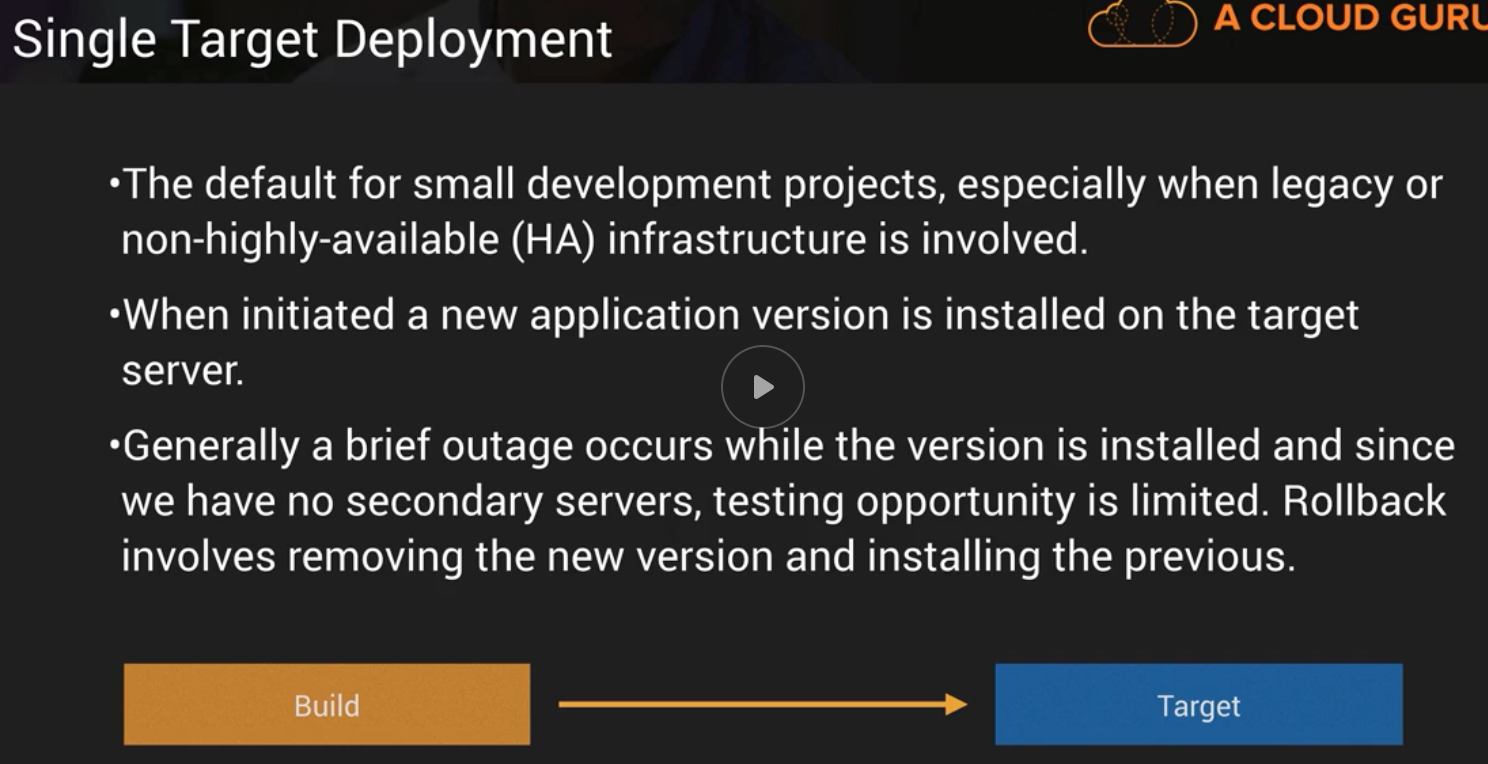 Single Target Deployment
A CLOUD GURU
•The default for small development projects, especially when legacy or
non-highly-available (HA) infrastructure is involved.
•When initiated a new application version is installed on the target
server.
•Generally a brief outage occurs while the version is installed and since
we have no secondary servers, testing opportunity is limited. Rollback
involves removing the new version and installing the previous.
Build
Target